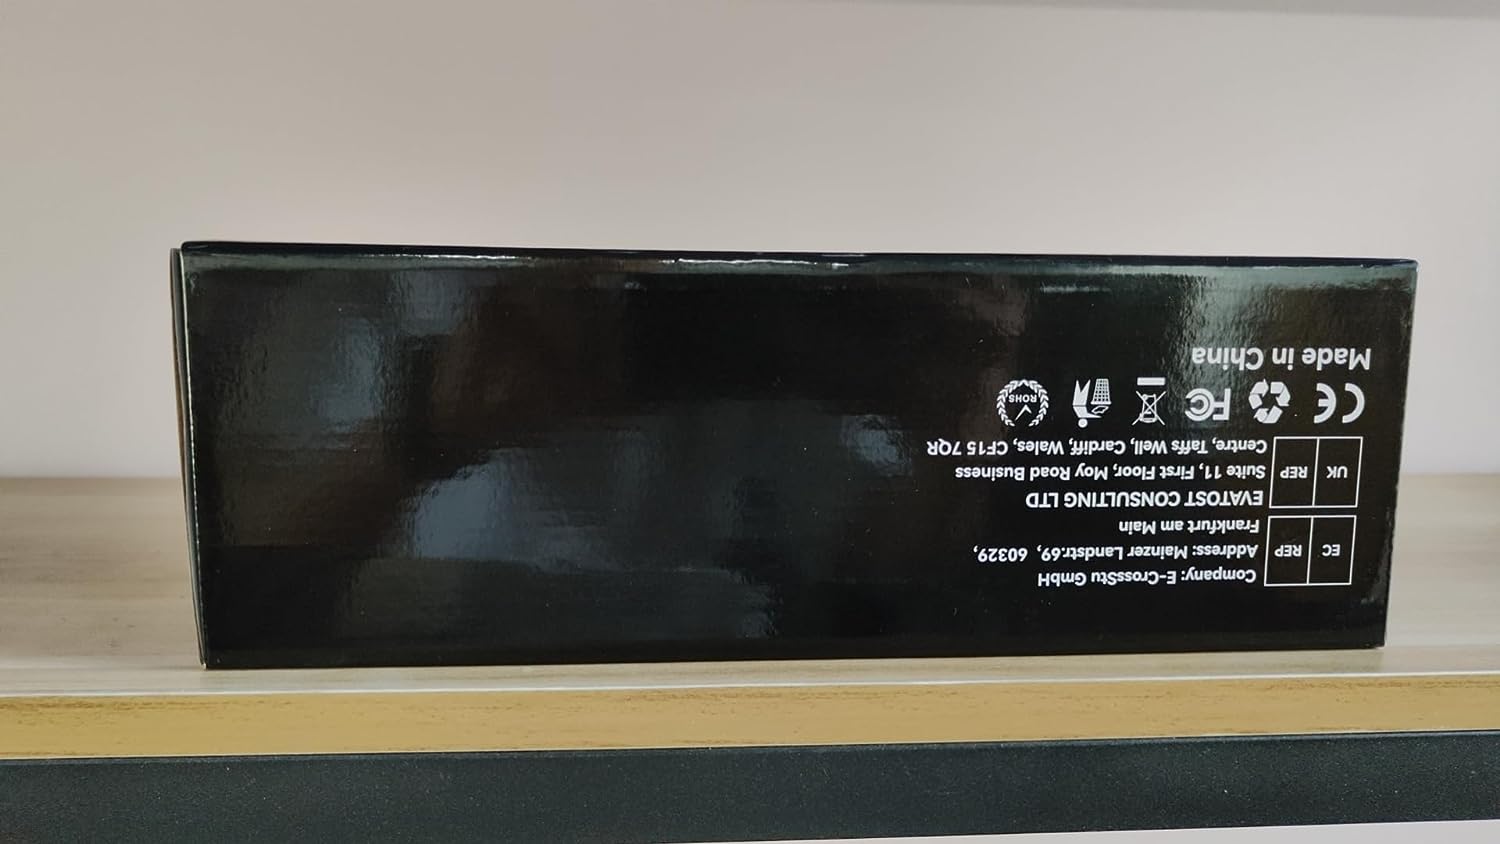 EC REP
Company: E-CrossStu GmbH
Address: Mainzer Landstr.69, 60329,
Frankfurt am Main
UK REP
EVATOST CONSULTING LTD
Suite 11, First Floor, Moy Road Business
Centre, Taffs Well, Cardiff, Wales, CF15 7QR
CE FC ROHS
Made in China